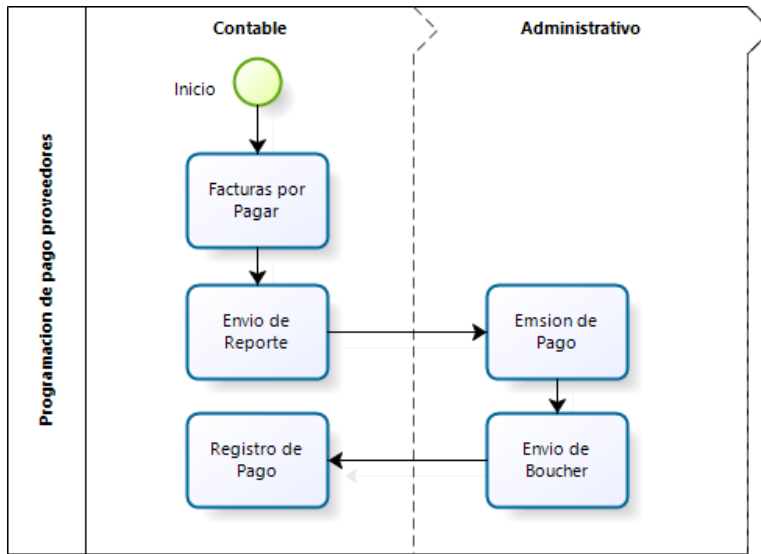 Programacion de pago proveedores
Contable
Administrativo
Inicio
Facturas por
Pagar
Envio de
Reporte
Emsion de
Pago
Registro de
Pago
Envio de
Boucher